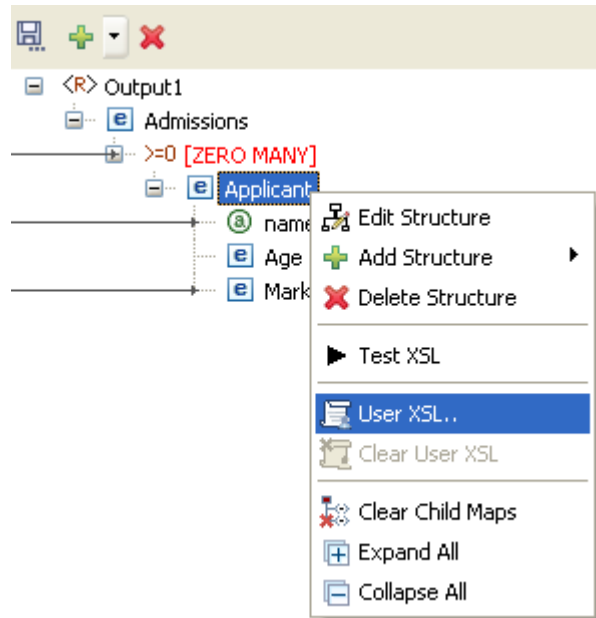 <R> Output1
e Admissions
>=0 [ZERO MANY]
e Applicant
a name
e Age
e Mark
Edit Structure
Add Structure
Delete Structure
Test XSL
User XSL..
Clear User XSL
Clear Child Maps
Expand All
Collapse All